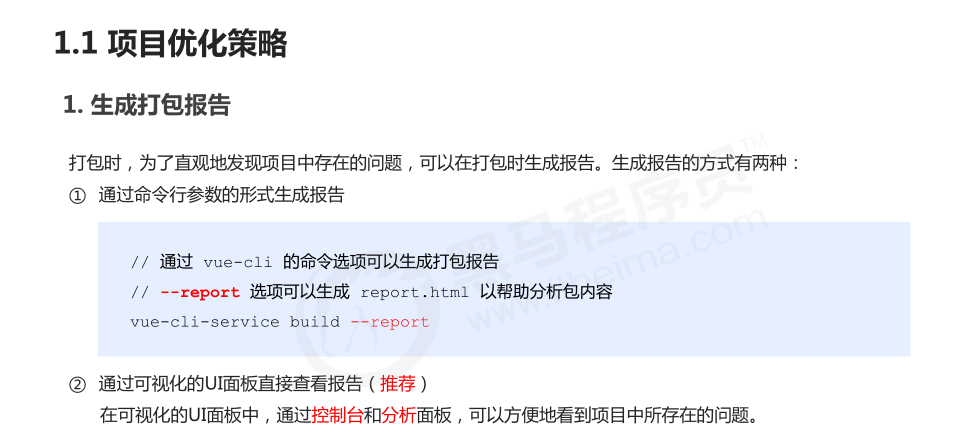 1.1 项目优化策略
1. 生成打包报告
打包时，为了直观地发现项目中存在的问题，可以在打包时生成报告。生成报告的方式有两种：
① 通过命令行参数的形式生成报告
// 通过 vue-cli 的命令选项可以生成打包报告
// --report 选项可以生成 report.html 以帮助分析包内容
vue-cli-service build --report
② 通过可视化的UI面板直接查看报告（推荐）
在可视化的UI面板中，通过控制台和分析面板，可以方便地看到项目中所存在的问题。
黑马程序员™
www.itheima.com